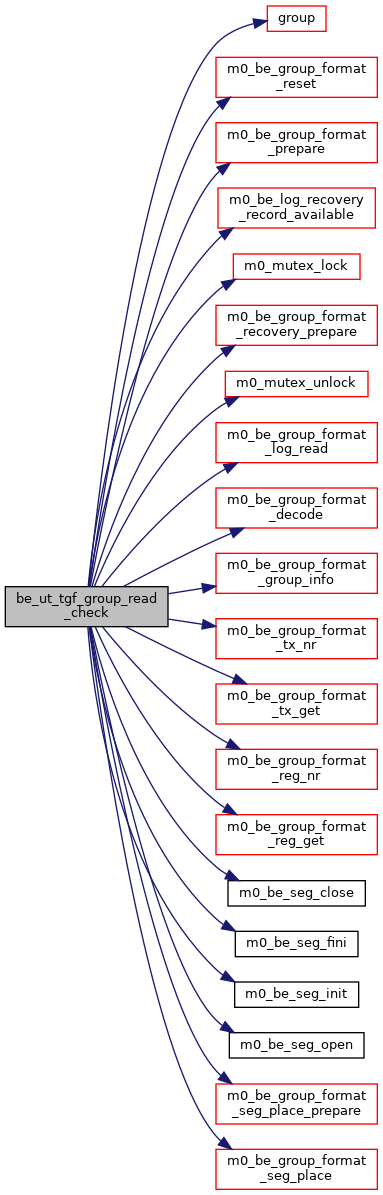 group
m0_be_group_format
_reset
m0_be_group_format
_prepare
m0_be_log_recovery
_record_available
m0_mutex_lock
m0_be_group_format
_recovery_prepare
m0_mutex_unlock
m0_be_group_format
_log_read
m0_be_group_format
_decode
m0_be_group_format
_group_info
be_ut_tgf_group_read
_check
m0_be_group_format
_tx_nr
m0_be_group_format
_tx_get
m0_be_group_format
_reg_nr
m0_be_group_format
_reg_get
m0_be_seg_close
m0_be_seg_fini
m0_be_seg_init
m0_be_seg_open
m0_be_group_format
_seg_place_prepare
m0_be_group_format
_seg_place